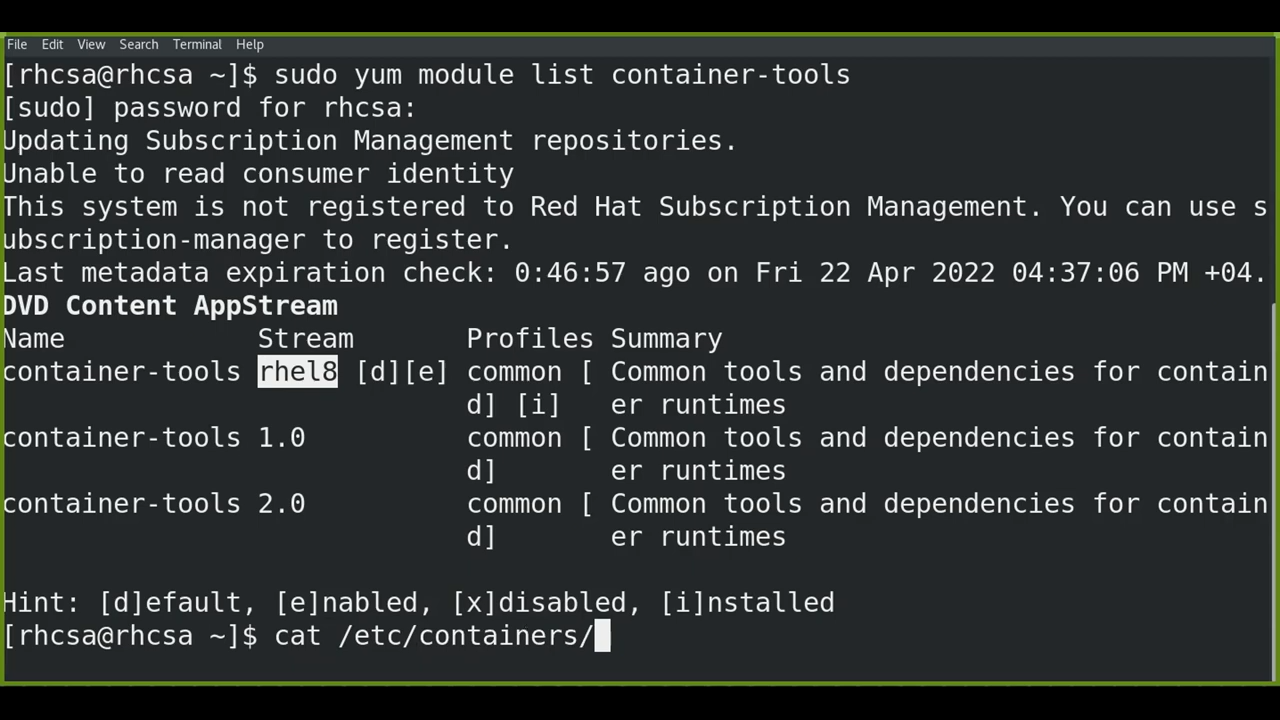 File Edit View Search Terminal Help
[rhcsa@rhcsa ~]$ sudo yum module list container-tools
[sudo] password for rhcsa:
Updating Subscription Management repositories.
Unable to read consumer identity
This system is not registered to Red Hat Subscription Management. You can use s
ubscription-manager to register.
Last metadata expiration check: 0:46:57 ago on Fri 22 Apr 2022 04:37:06 PM +04.
DVD Content AppStream
Name Stream Profiles Summary
container-tools rhel8 [d][e] common [ Common tools and dependencies for contain
d] [i] er runtimes
container-tools 1.0 common [ Common tools and dependencies for contain
d] er runtimes
container-tools 2.0 common [ Common tools and dependencies for contain
d] er runtimes
Hint: [d]efault, [e]nabled, [x]disabled, [i]nstalled
[rhcsa@rhcsa ~]$ cat /etc/containers/